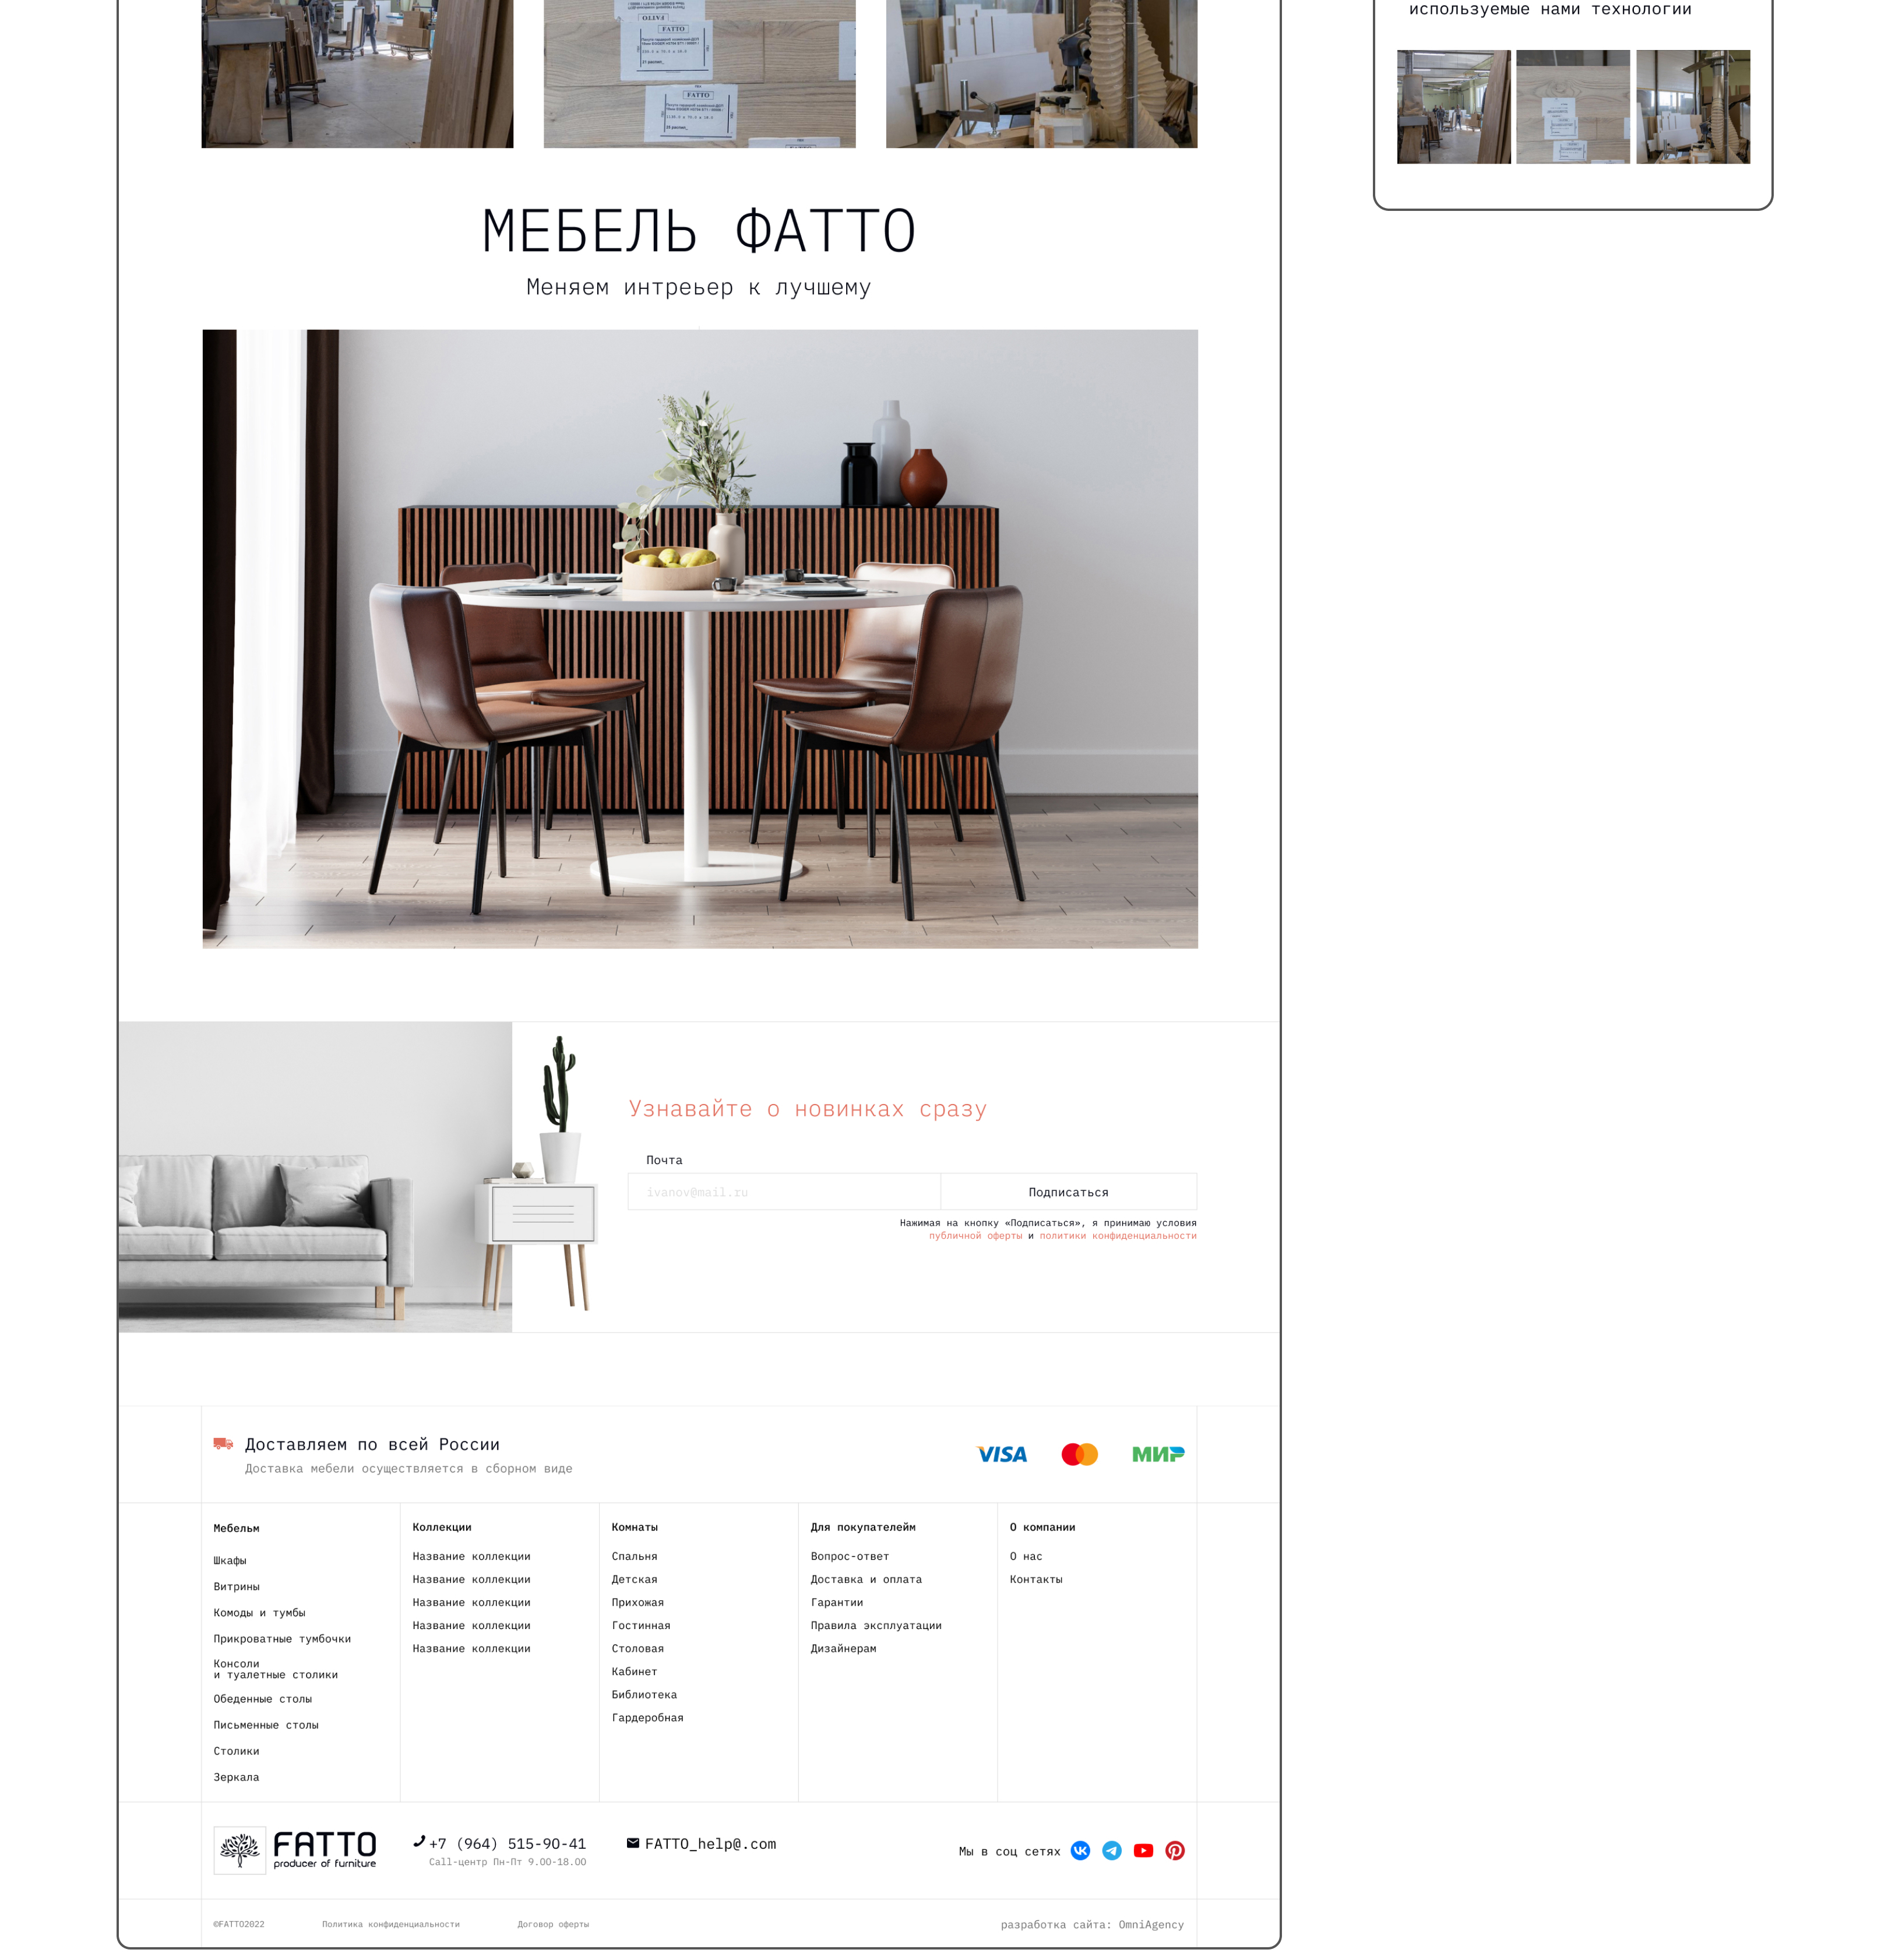 используемые нами технологии
FATTO
FATTO
FATTO
МЕБЕЛЬ ФАТТО
Меняем интреьер к лучшему
Узнавайте о новинках сразу
Почта
ivanov@mail.ru
Подписаться
Нажимая на кнопку «Подписаться», я принимаю условия
публичной оферты и политики конфиденциальности
Доставляем по всей России
Доставка мебели осуществляется в сборном виде
VISA
МИР
Мебельм
Шкафы
Витрины
Комоды и тумбы
Прикроватные тумбочки
Консоли
и туалетные столики
Обеденные столы
Письменные столы
Столики
Зеркала
Коллекции
Название коллекции
Название коллекции
Название коллекции
Название коллекции
Название коллекции
Комнаты
Спальня
Детская
Прихожая
Гостинная
Столовая
Кабинет
Библиотека
Гардеробная
Для покупателейм
Вопрос-ответ
Доставка и оплата
Гарантии
Правила эксплуатации
Дизайнерам
О компании
О нас
Контакты
FATTO
producer of furniture
+7 (964) 515-90-41
Call-центр Пн-Пт 9.00-18.00
FATTO_help@.com
Мы в соц сетях
©FATTO2022
Политика конфиденциальности
Договор оферты
разработка сайта: OmniAgency